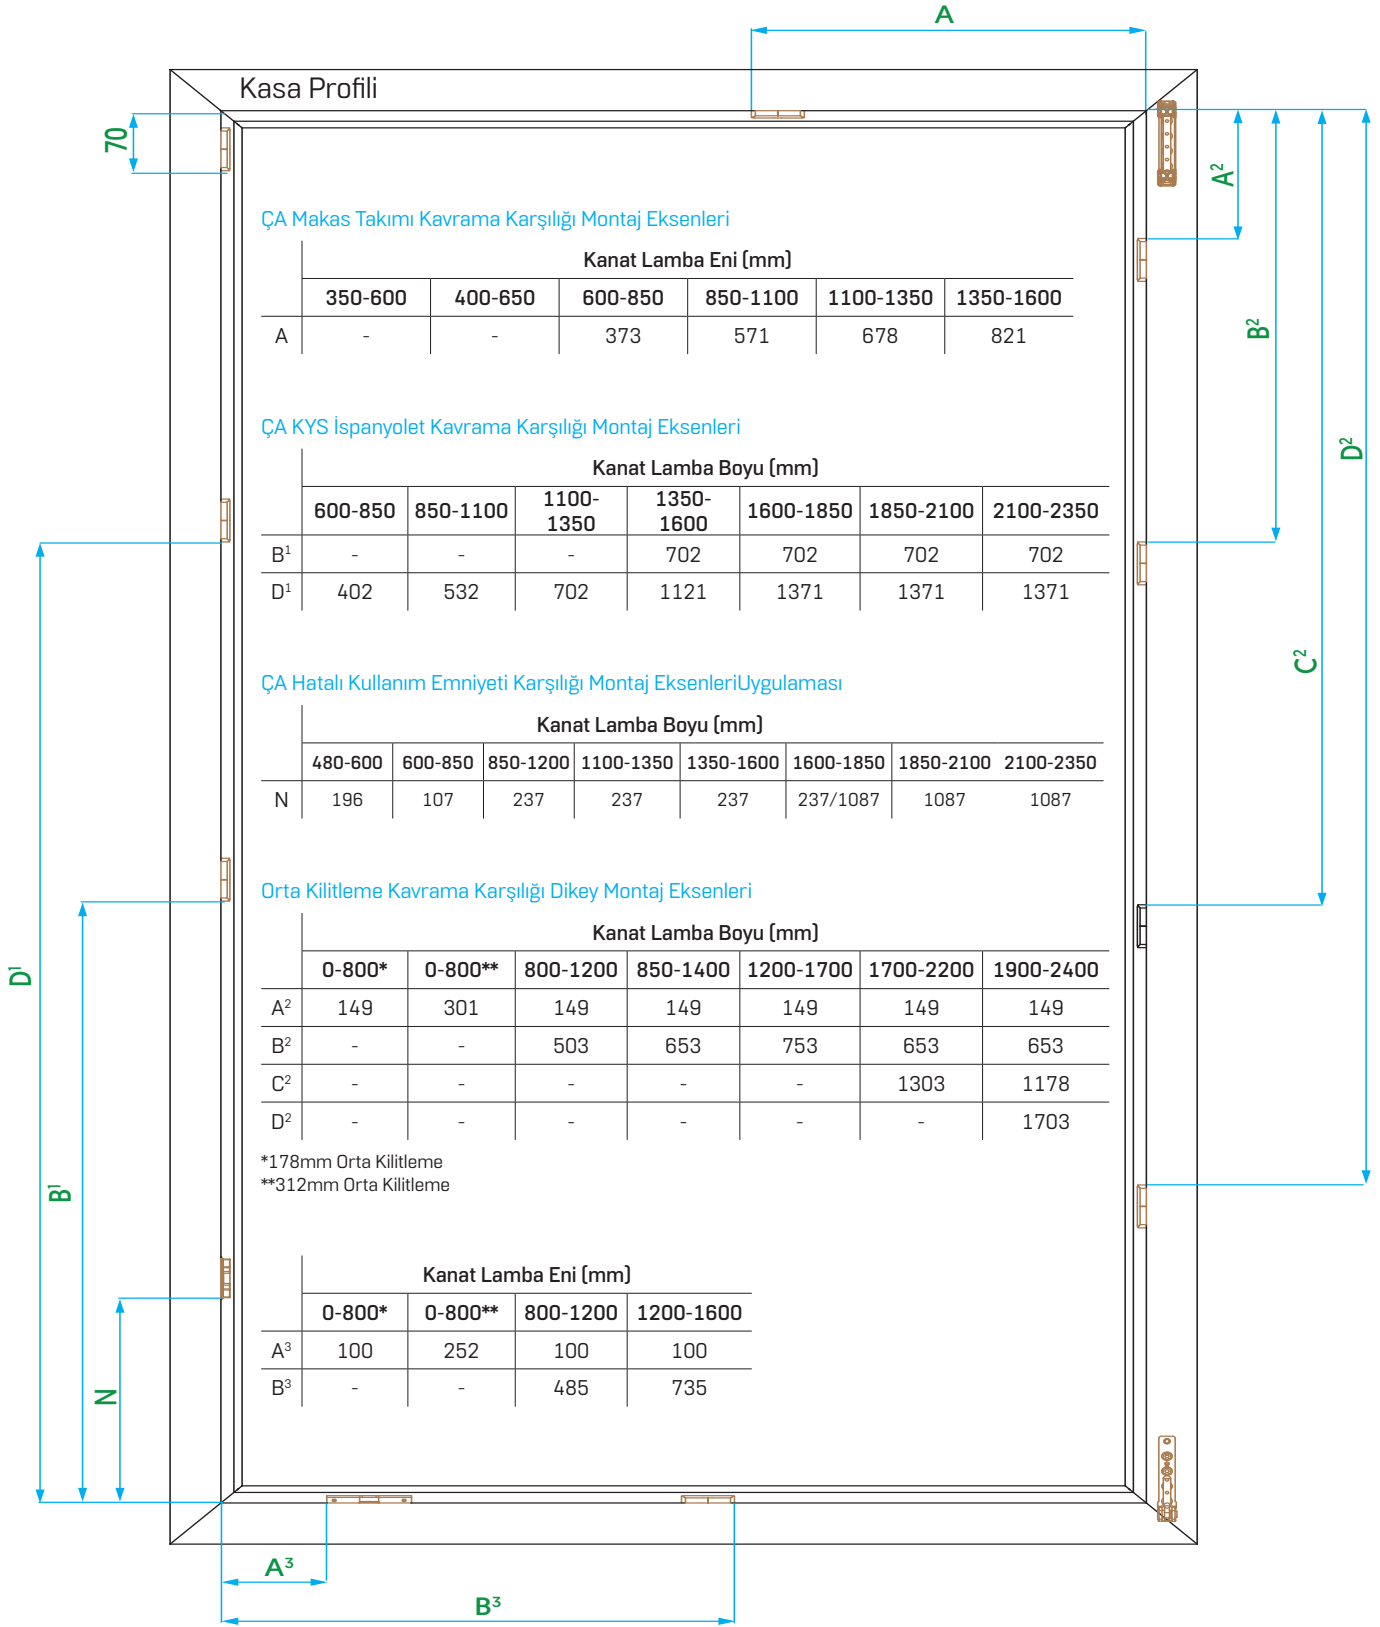 A
Kasa Profili
70
A²
B²
C²
D²
ÇA Makas Takımı Kavrama Karşılığı Montaj Eksenleri
Kanat Lamba Eni (mm)
350-600 400-650 600-850 850-1100 1100-1350 1350-1600
A - - 373 571 678 821
ÇA KYS İspanyolet Kavrama Karşılığı Montaj Eksenleri
Kanat Lamba Boyu (mm)
600-850 850-1100 1100-1350 1350-1600 1600-1850 1850-2100 2100-2350
B¹ - - - 702 702 702 702
D¹ 402 532 702 1121 1371 1371 1371
ÇA Hatalı Kullanım Emniyeti Karşılığı Montaj EksenleriUygulaması
Kanat Lamba Boyu (mm)
480-600 600-850 850-1200 1100-1350 1350-1600 1600-1850 1850-2100 2100-2350
N 196 107 237 237 237 237/1087 1087 1087
Orta Kilitleme Kavrama Karşılığı Dikey Montaj Eksenleri
Kanat Lamba Boyu (mm)
0-800* 0-800** 800-1200 850-1400 1200-1700 1700-2200 1900-2400
A² 149 301 149 149 149 149 149
B² - - 503 653 753 653 653
C² - - - - - 1303 1178
D² - - - - - - 1703
*178mm Orta Kilitleme
**312mm Orta Kilitleme
Kanat Lamba Eni (mm)
0-800* 0-800** 800-1200 1200-1600
A³ 100 252 100 100
B³ - - 485 735
D¹
B¹
N
A³
B³